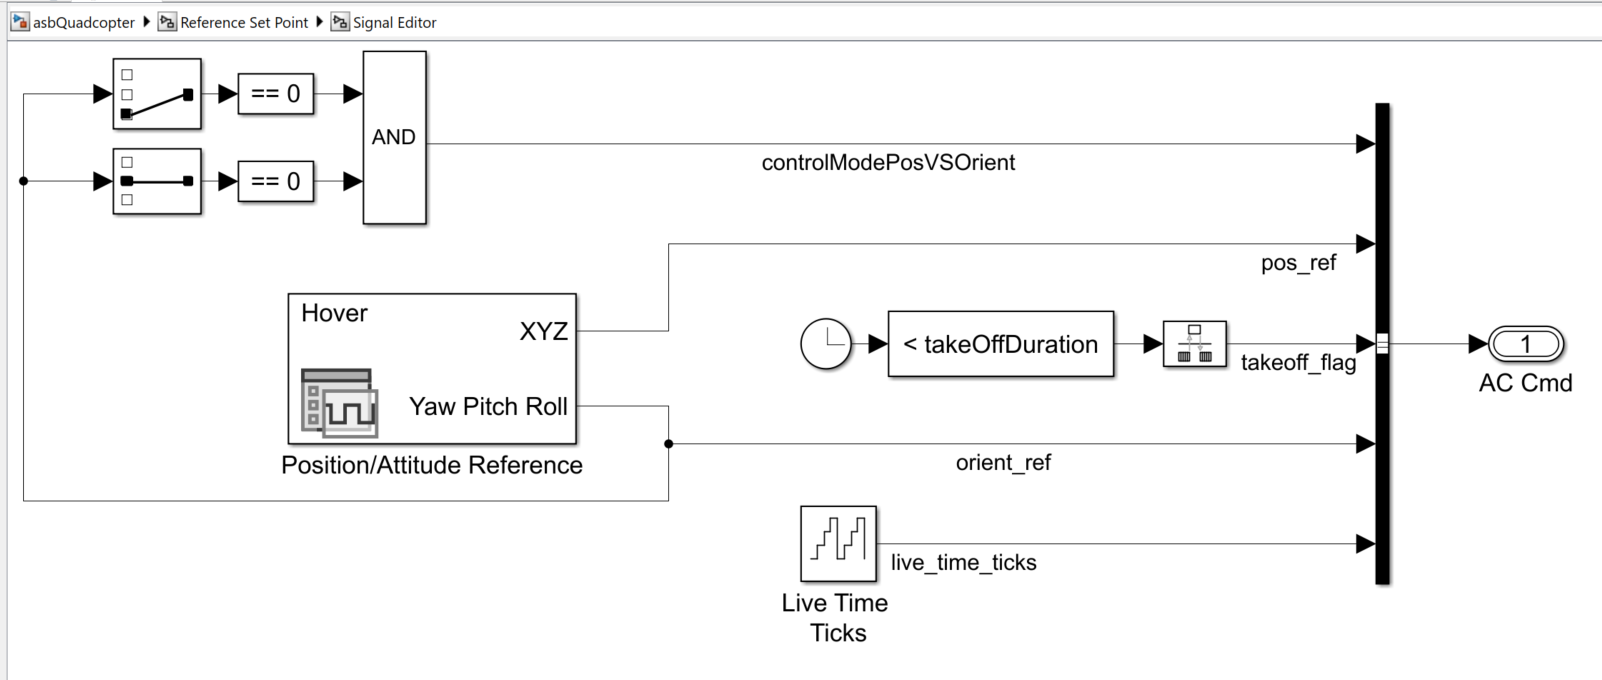 asbQuadcopter Reference Set Point Signal Editor
== 0
AND
controlModePosVSOrient
== 0
pos_ref
Hover
XYZ
< takeOffDuration
takeoff_flag
1
AC Cmd
Yaw Pitch Roll
Position/Attitude Reference
orient_ref
live_time_ticks
Live Time
Ticks